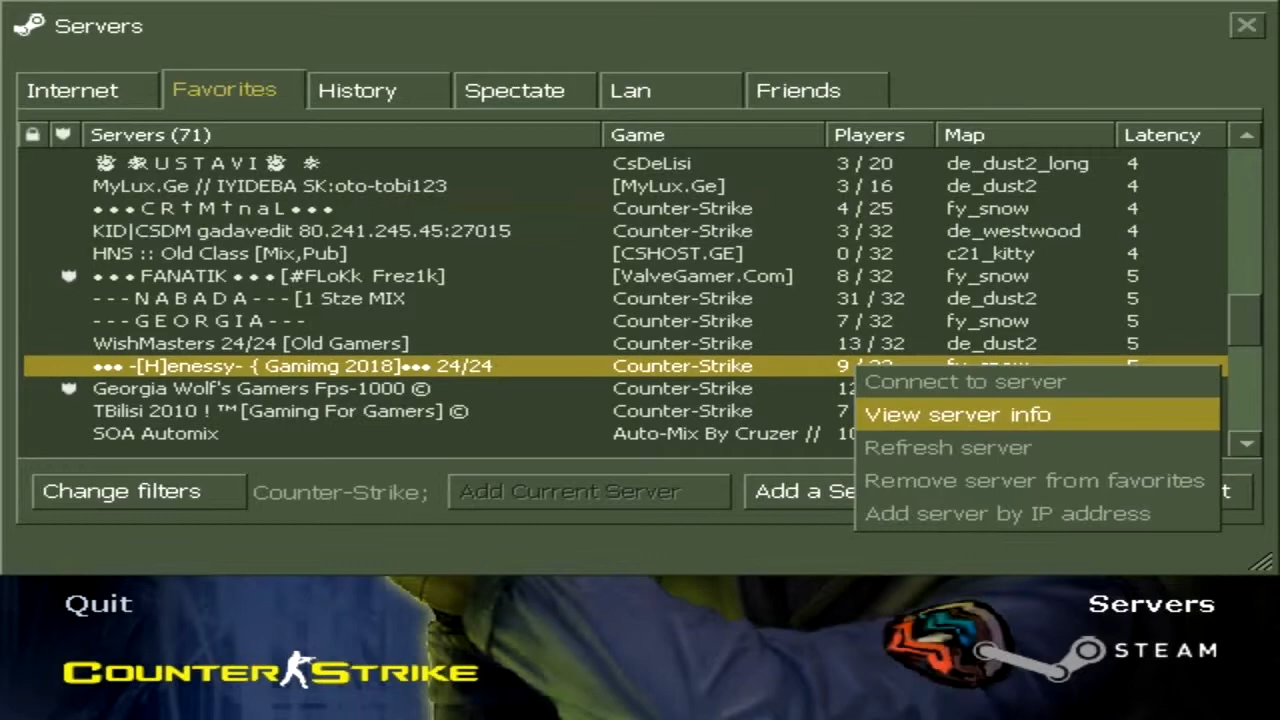 Servers
Internet Favorites History Spectate Lan Friends
Servers (71) Game Players Map Latency
R U S T A V I CsDeLisi 3 / 20 de_dust2_long 4
MyLux.Ge // IYIDEBA SK:oto-tobi123 [MyLux.Ge] 3 / 16 de_dust2 4
●●●C R † M † n a L ●●● Counter-Strike 4 / 25 fy_snow 4
KID|CSDM gadavedit 80.241.245.45:27015 Counter-Strike 3 / 32 de_westwood 4
HNS :: Old Class [Mix,Pub] [CSHOST.GE] 0 / 32 c21_kitty 4
●●● FANATIK ●●● [#FLoKk Frez1k] [ValveGamer.Com] 8 / 32 fy_snow 5
- - - N A B A D A - - - [1 Stze MIX Counter-Strike 31 / 32 de_dust2 5
- - - G E O R G I A - - - Counter-Strike 7 / 32 fy_snow 5
WishMasters 24/24 [Old Gamers] Counter-Strike 13 / 32 de_dust2 5
●●● -[H]enessy- { Gamimg 2018]●●● 24/24 Counter-Strike 9
Georgia Wolf's Gamers Fps-1000 © Counter-Strike 12
TBilisi 2010 ! ™ [Gaming For Gamers] © Counter-Strike 7
SOA Automix Auto-Mix By Cruzer // 10
Connect to server
View server info
Refresh server
Remove server from favorites
Add server by IP address
Change filters Counter-Strike; Add Current Server Add a Se
Quit Servers
COUNTER STRIKE STEAM